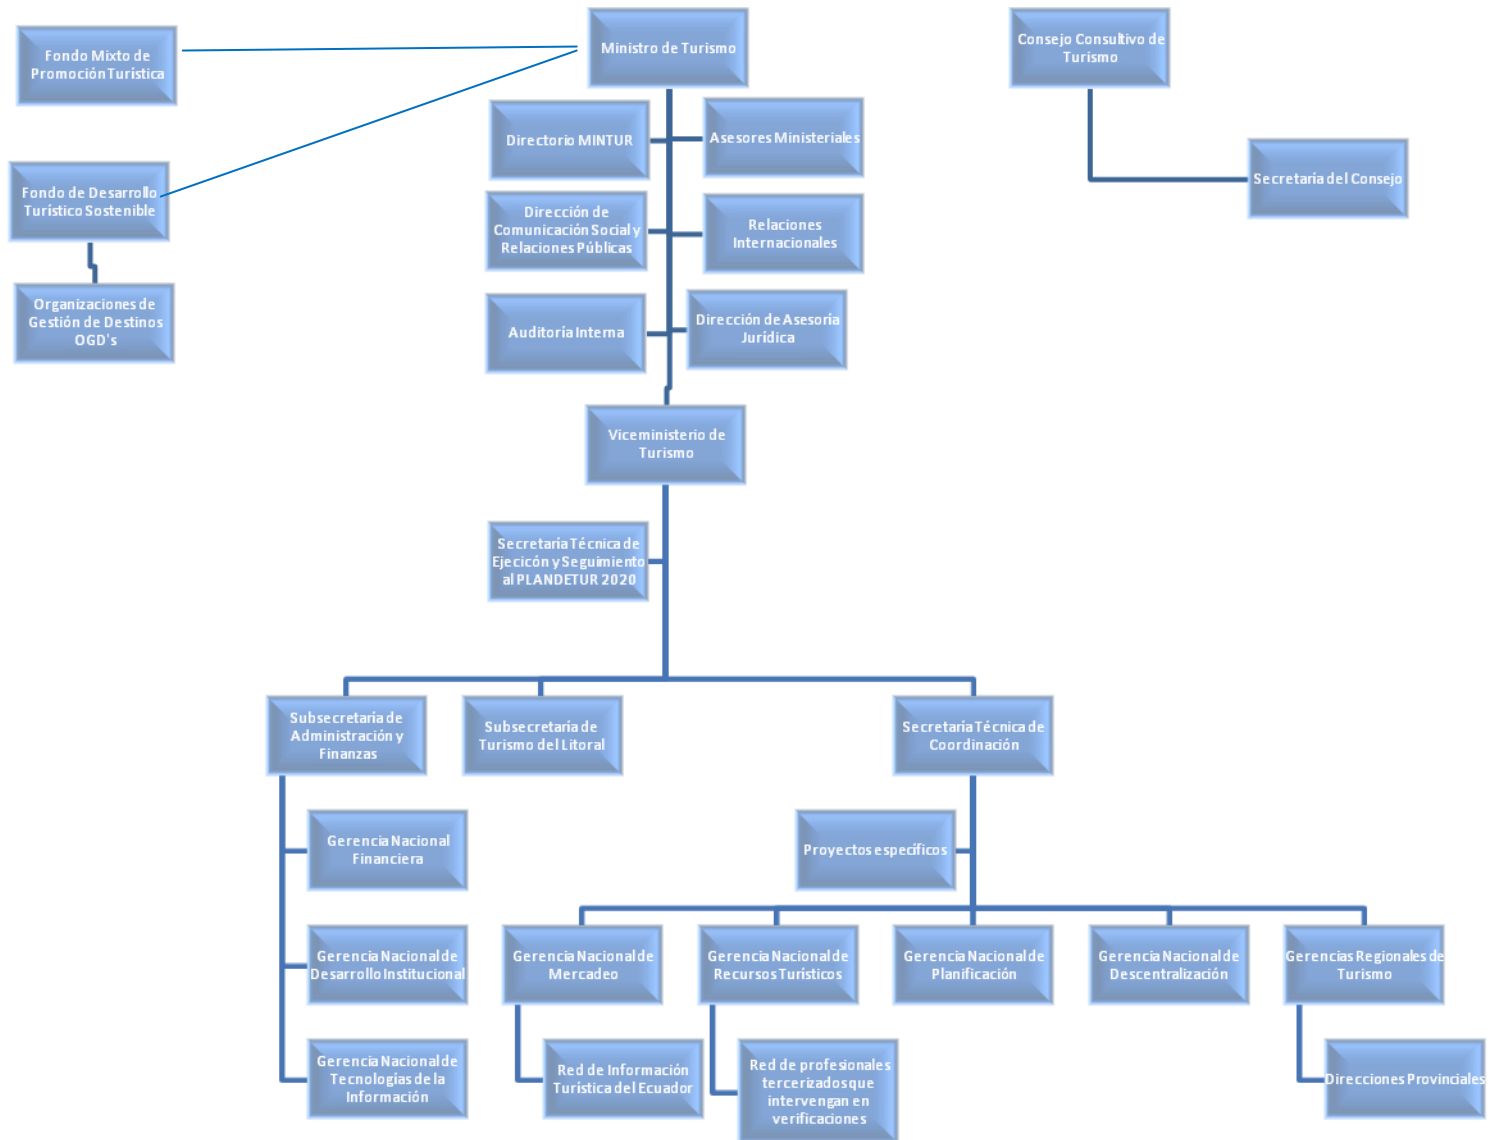 Fondo Mixto de
Promoción Turística
Ministro de Turismo
Consejo Consultivo de
Turismo
Directorio MINTUR
Asesores Ministeriales
Secretaría del Consejo
Fondo de Desarrollo
Turístico Sostenible
Dirección de
Comunicación Social y
Relaciones Públicas
Relaciones
Internacionales
Organizaciones de
Gestión de Destinos
OGD's
Auditoría Interna
Dirección de Asesoría
Jurídica
Viceministerio de
Turismo
Secretaría Técnica de
Ejecición y Seguimiento
al PLANDETUR 2020
Subsecretaría de
Administración y
Finanzas
Subsecretaría de
Turismo del Litoral
Secretaría Técnica de
Coordinación
Gerencia Nacional
Financiera
Proyectos específicos
Gerencia Nacional de
Desarrollo Institucional
Gerencia Nacional de
Mercadeo
Gerencia Nacional de
Recursos Turísticos
Gerencia Nacional de
Planificación
Gerencia Nacional de
Descentralización
Gerencias Regionales de
Turismo
Gerencia Nacional de
Tecnologías de la
Información
Red de Información
Turística del Ecuador
Red de profesionales
tercerizados que
intervengan en
verificaciones
Direcciones Provinciales